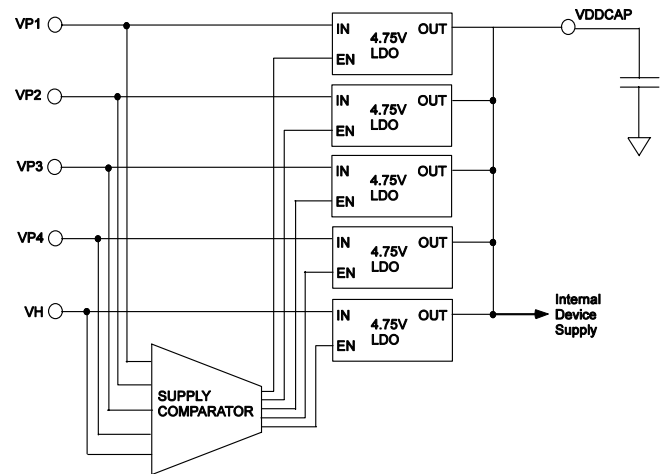 VP1
IN
OUT
4.75V
LDO
EN
VDDCAP
VP2
IN
OUT
4.75V
LDO
EN
VP3
IN
OUT
4.75V
LDO
EN
VP4
IN
OUT
4.75V
LDO
EN
VH
IN
OUT
4.75V
LDO
EN
Internal
Device
Supply
SUPPLY
COMPARATOR